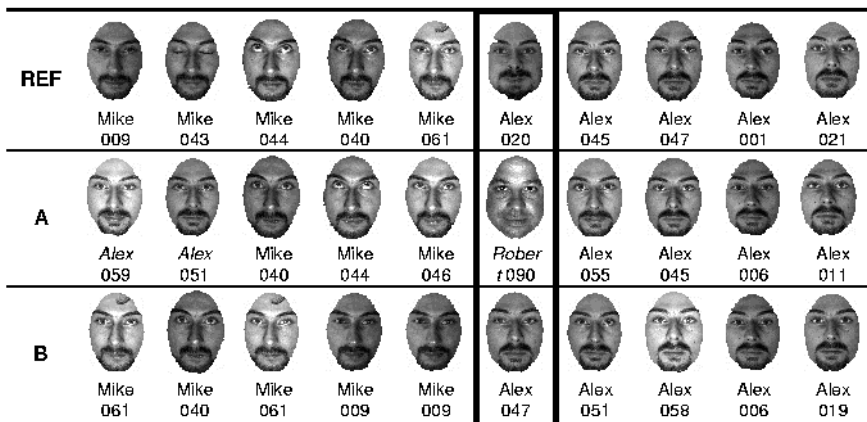 REF
Mike Mike Mike Mike Mike Alex Alex Alex Alex Alex
009 043 044 040 061 020 045 047 001 021
A
Alex Alex Mike Mike Mike Rober Alex Alex Alex Alex
059 051 040 044 046 t 090 055 045 006 011
B
Mike Mike Mike Mike Mike Alex Alex Alex Alex Alex
061 040 061 009 009 047 051 058 006 019